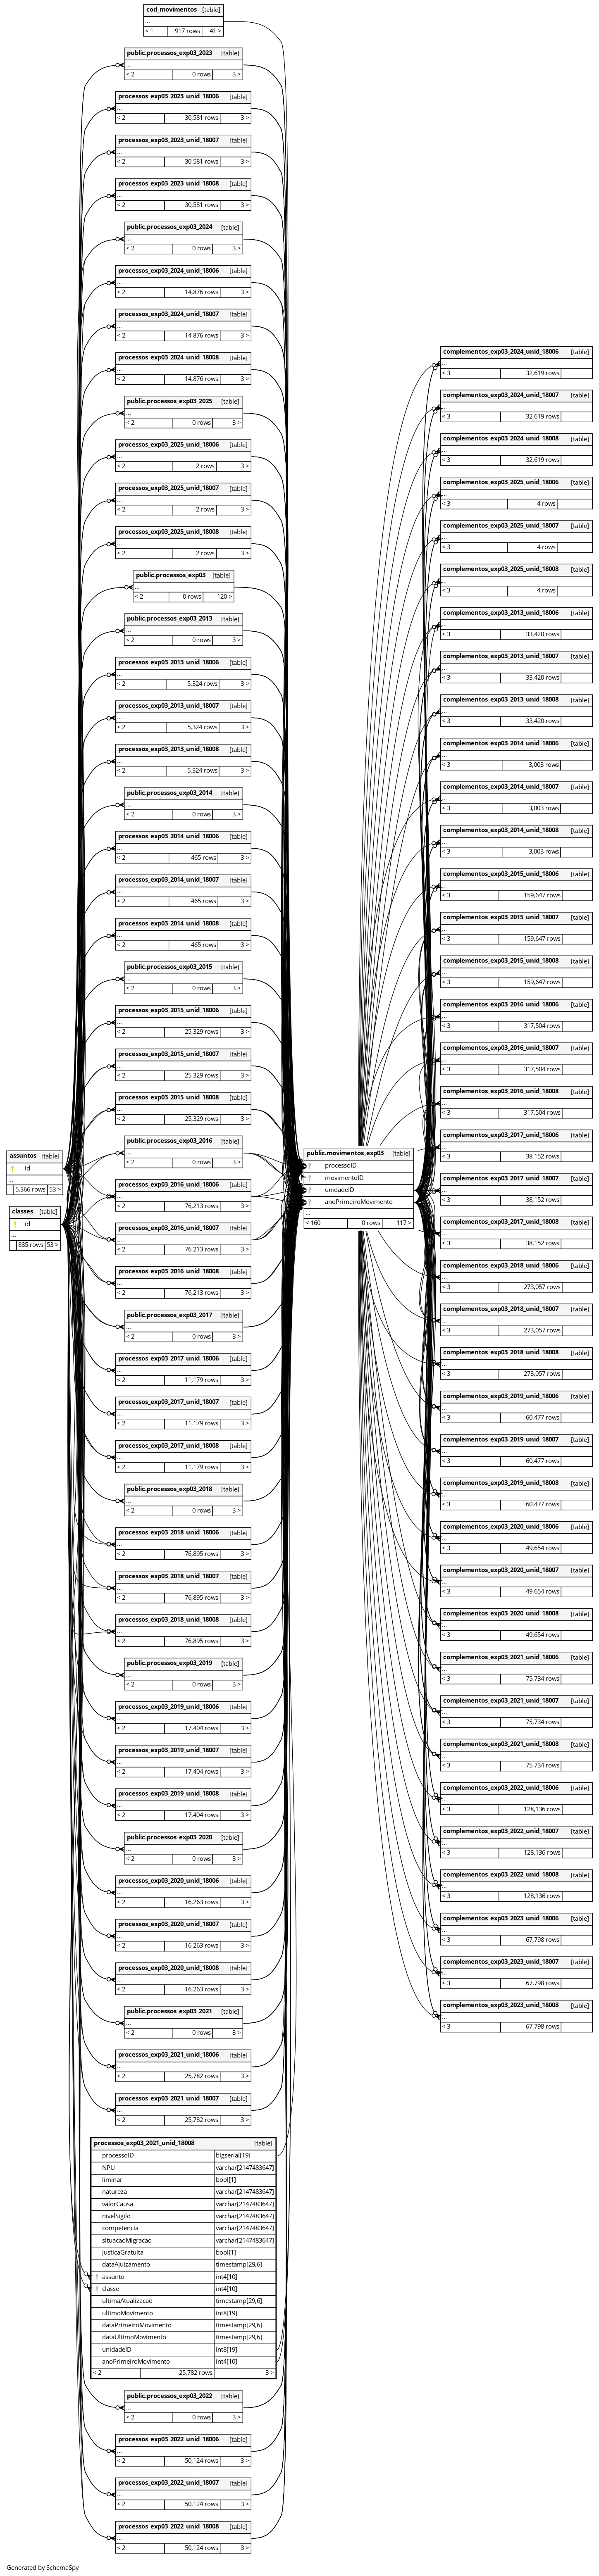 cod_movimentos [table]
...
< 1 917 rows 41 >
public.processos_exp03_2023 [table]
...
< 2 0 rows 3 >
processos_exp03_2023_unid_18006 [table]
...
< 2 30,581 rows 3 >
processos_exp03_2023_unid_18007 [table]
...
< 2 30,581 rows 3 >
processos_exp03_2023_unid_18008 [table]
...
< 2 30,581 rows 3 >
public.processos_exp03_2024 [table]
...
< 2 0 rows 3 >
processos_exp03_2024_unid_18006 [table]
...
< 2 14,876 rows 3 >
processos_exp03_2024_unid_18007 [table]
...
< 2 14,876 rows 3 >
processos_exp03_2024_unid_18008 [table]
...
< 2 14,876 rows 3 >
public.processos_exp03_2025 [table]
...
< 2 0 rows 3 >
processos_exp03_2025_unid_18006 [table]
...
< 2 2 rows 3 >
processos_exp03_2025_unid_18007 [table]
...
< 2 2 rows 3 >
processos_exp03_2025_unid_18008 [table]
...
< 2 2 rows 3 >
public.processos_exp03 [table]
...
< 2 0 rows 120 >
public.processos_exp03_2013 [table]
...
< 2 0 rows 3 >
processos_exp03_2013_unid_18006 [table]
...
< 2 5,324 rows 3 >
processos_exp03_2013_unid_18007 [table]
...
< 2 5,324 rows 3 >
processos_exp03_2013_unid_18008 [table]
...
< 2 5,324 rows 3 >
public.processos_exp03_2014 [table]
...
< 2 0 rows 3 >
processos_exp03_2014_unid_18006 [table]
...
< 2 465 rows 3 >
processos_exp03_2014_unid_18007 [table]
...
< 2 465 rows 3 >
processos_exp03_2014_unid_18008 [table]
...
< 2 465 rows 3 >
public.processos_exp03_2015 [table]
...
< 2 0 rows 3 >
processos_exp03_2015_unid_18006 [table]
...
< 2 25,329 rows 3 >
processos_exp03_2015_unid_18007 [table]
...
< 2 25,329 rows 3 >
processos_exp03_2015_unid_18008 [table]
...
< 2 25,329 rows 3 >
public.processos_exp03_2016 [table]
...
< 2 0 rows 3 >
processos_exp03_2016_unid_18006 [table]
...
< 2 76,213 rows 3 >
processos_exp03_2016_unid_18007 [table]
...
< 2 76,213 rows 3 >
processos_exp03_2016_unid_18008 [table]
...
< 2 76,213 rows 3 >
public.processos_exp03_2017 [table]
...
< 2 0 rows 3 >
processos_exp03_2017_unid_18006 [table]
...
< 2 11,179 rows 3 >
processos_exp03_2017_unid_18007 [table]
...
< 2 11,179 rows 3 >
processos_exp03_2017_unid_18008 [table]
...
< 2 11,179 rows 3 >
public.processos_exp03_2018 [table]
...
< 2 0 rows 3 >
processos_exp03_2018_unid_18006 [table]
...
< 2 76,895 rows 3 >
processos_exp03_2018_unid_18007 [table]
...
< 2 76,895 rows 3 >
processos_exp03_2018_unid_18008 [table]
...
< 2 76,895 rows 3 >
public.processos_exp03_2019 [table]
...
< 2 0 rows 3 >
processos_exp03_2019_unid_18006 [table]
...
< 2 17,404 rows 3 >
processos_exp03_2019_unid_18007 [table]
...
< 2 17,404 rows 3 >
processos_exp03_2019_unid_18008 [table]
...
< 2 17,404 rows 3 >
public.processos_exp03_2020 [table]
...
< 2 0 rows 3 >
processos_exp03_2020_unid_18006 [table]
...
< 2 16,263 rows 3 >
processos_exp03_2020_unid_18007 [table]
...
< 2 16,263 rows 3 >
processos_exp03_2020_unid_18008 [table]
...
< 2 16,263 rows 3 >
public.processos_exp03_2021 [table]
...
< 2 0 rows 3 >
processos_exp03_2021_unid_18006 [table]
...
< 2 25,782 rows 3 >
processos_exp03_2021_unid_18007 [table]
...
< 2 25,782 rows 3 >
processos_exp03_2021_unid_18008 [table]
processoID bigserial[19]
NPU varchar[2147483647]
liminar bool[1]
natureza varchar[2147483647]
valorCausa varchar[2147483647]
nivelSigilo varchar[2147483647]
competencia varchar[2147483647]
situacaoMigracao varchar[2147483647]
justicaGratuita bool[1]
dataAjuizamento timestamp[29,6]
assunto int4[10]
classe int4[10]
ultimaAtualizacao timestamp[29,6]
ultimoMovimento int8[19]
dataPrimeiroMovimento timestamp[29,6]
dataUltimoMovimento timestamp[29,6]
unidadeID int8[19]
anoPrimeiroMovimento int4[10]
< 2 25,782 rows 3 >
public.processos_exp03_2022 [table]
...
< 2 0 rows 3 >
processos_exp03_2022_unid_18006 [table]
...
< 2 50,124 rows 3 >
processos_exp03_2022_unid_18007 [table]
...
< 2 50,124 rows 3 >
processos_exp03_2022_unid_18008 [table]
...
< 2 50,124 rows 3 >
assuntos [table]
id
...
5,366 rows 53 >
classes [table]
id
...
835 rows 53 >
public.movimentos_exp03 [table]
processoID
movimentoID
unidadeID
anoPrimeiroMovimento
...
< 160 0 rows 117 >
complementos_exp03_2024_unid_18006 [table]
...
< 3 32,619 rows
complementos_exp03_2024_unid_18007 [table]
...
< 3 32,619 rows
complementos_exp03_2024_unid_18008 [table]
...
< 3 32,619 rows
complementos_exp03_2025_unid_18006 [table]
...
< 3 4 rows
complementos_exp03_2025_unid_18007 [table]
...
< 3 4 rows
complementos_exp03_2025_unid_18008 [table]
...
< 3 4 rows
complementos_exp03_2013_unid_18006 [table]
...
< 3 33,420 rows
complementos_exp03_2013_unid_18007 [table]
...
< 3 33,420 rows
complementos_exp03_2013_unid_18008 [table]
...
< 3 33,420 rows
complementos_exp03_2014_unid_18006 [table]
...
< 3 3,003 rows
complementos_exp03_2014_unid_18007 [table]
...
< 3 3,003 rows
complementos_exp03_2014_unid_18008 [table]
...
< 3 3,003 rows
complementos_exp03_2015_unid_18006 [table]
...
< 3 159,647 rows
complementos_exp03_2015_unid_18007 [table]
...
< 3 159,647 rows
complementos_exp03_2015_unid_18008 [table]
...
< 3 159,647 rows
complementos_exp03_2016_unid_18006 [table]
...
< 3 317,504 rows
complementos_exp03_2016_unid_18007 [table]
...
< 3 317,504 rows
complementos_exp03_2016_unid_18008 [table]
...
< 3 317,504 rows
complementos_exp03_2017_unid_18006 [table]
...
< 3 38,152 rows
complementos_exp03_2017_unid_18007 [table]
...
< 3 38,152 rows
complementos_exp03_2017_unid_18008 [table]
...
< 3 38,152 rows
complementos_exp03_2018_unid_18006 [table]
...
< 3 273,057 rows
complementos_exp03_2018_unid_18007 [table]
...
< 3 273,057 rows
complementos_exp03_2018_unid_18008 [table]
...
< 3 273,057 rows
complementos_exp03_2019_unid_18006 [table]
...
< 3 60,477 rows
complementos_exp03_2019_unid_18007 [table]
...
< 3 60,477 rows
complementos_exp03_2019_unid_18008 [table]
...
< 3 60,477 rows
complementos_exp03_2020_unid_18006 [table]
...
< 3 49,654 rows
complementos_exp03_2020_unid_18007 [table]
...
< 3 49,654 rows
complementos_exp03_2020_unid_18008 [table]
...
< 3 49,654 rows
complementos_exp03_2021_unid_18006 [table]
...
< 3 75,734 rows
complementos_exp03_2021_unid_18007 [table]
...
< 3 75,734 rows
complementos_exp03_2021_unid_18008 [table]
...
< 3 75,734 rows
complementos_exp03_2022_unid_18006 [table]
...
< 3 128,136 rows
complementos_exp03_2022_unid_18007 [table]
...
< 3 128,136 rows
complementos_exp03_2022_unid_18008 [table]
...
< 3 128,136 rows
complementos_exp03_2023_unid_18006 [table]
...
< 3 67,798 rows
complementos_exp03_2023_unid_18007 [table]
...
< 3 67,798 rows
complementos_exp03_2023_unid_18008 [table]
...
< 3 67,798 rows
Generated by SchemaSpy